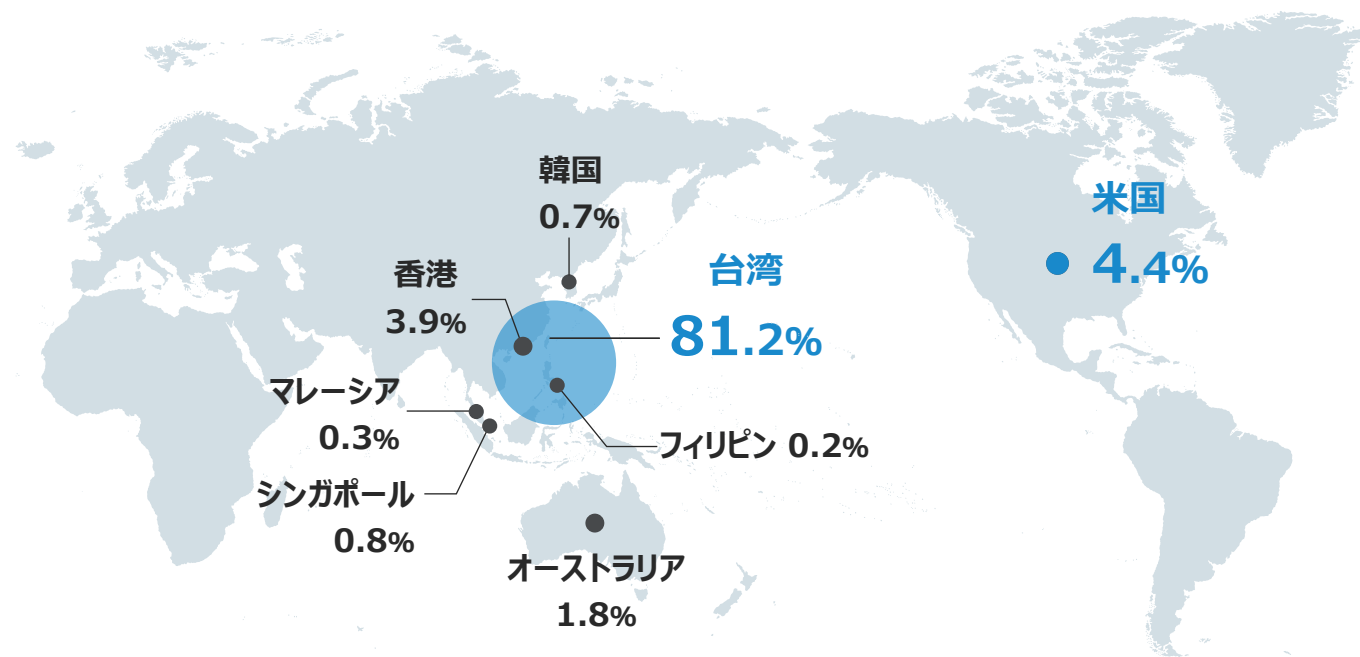 韓国
0.7%
米国
4.4%
香港
3.9%
台湾
81.2%
マレーシア
0.3%
フィリピン 0.2%
シンガポール
0.8%
オーストラリア
1.8%